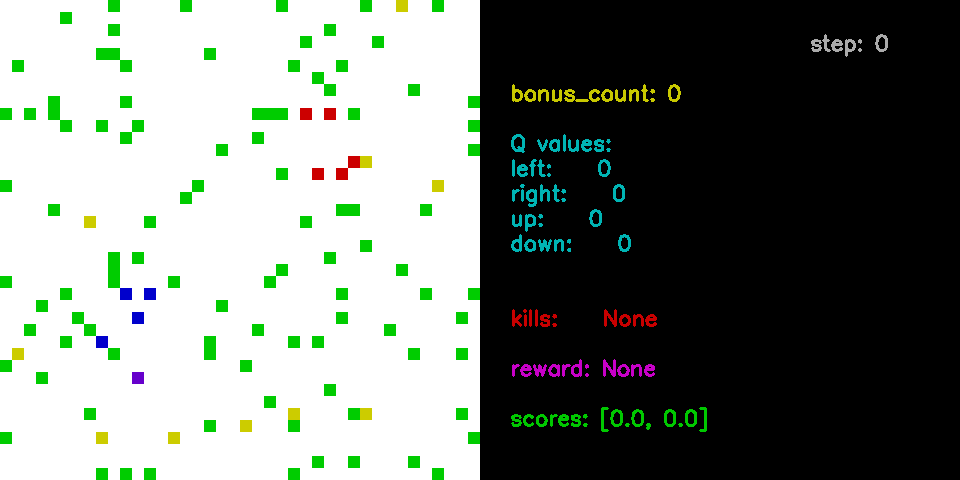 step: 0
bonus_count: 0
Q values:
left: 0
right: 0
up: 0
down: 0
kills: None
reward: None
scores: [0.0, 0.0]